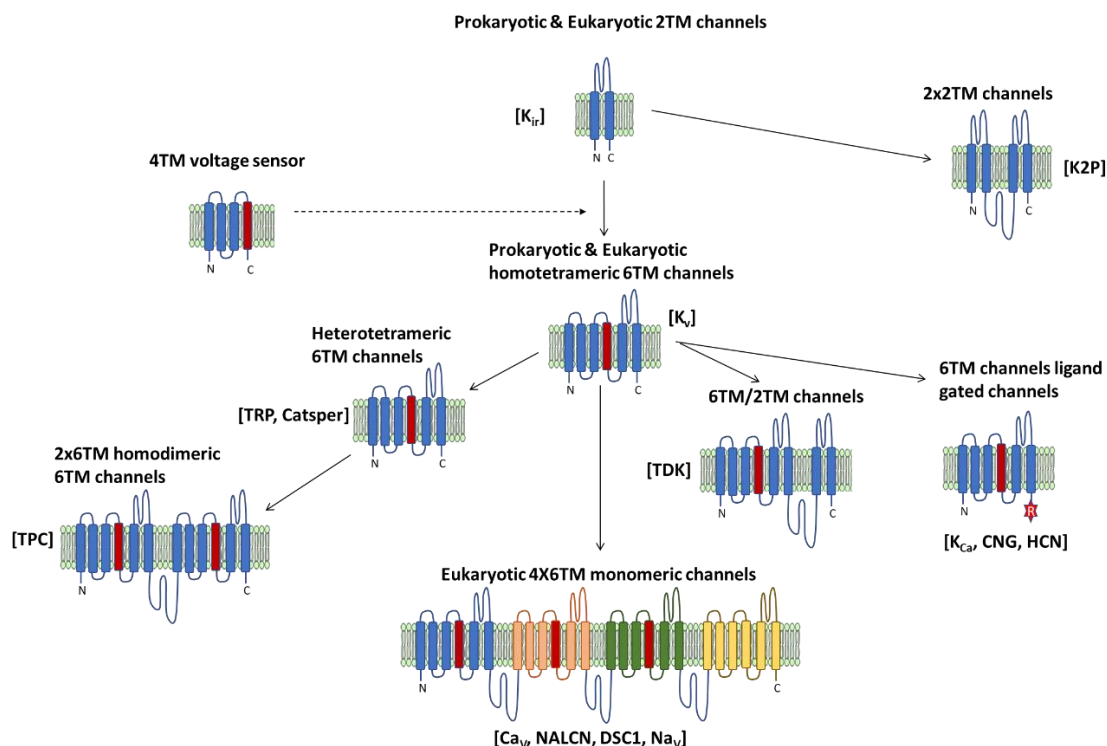 Prokaryotic & Eukaryotic 2TM channels
[Kir]
N C
2x2TM channels
[K2P]
N C
4TM voltage sensor
N C
Prokaryotic & Eukaryotic
homotetrameric 6TM channels
[Kv]
N C
Heterotetrameric
6TM channels
[TRP, Catsper]
N C
6TM/2TM channels
[TDK]
N C
6TM channels ligand
gated channels
R
N C
[KCa, CNG, HCN]
2x6TM homodimeric
6TM channels
[TPC]
N C
Eukaryotic 4X6TM monomeric channels
N C
[CaV, NALCN, DSC1, NaV]